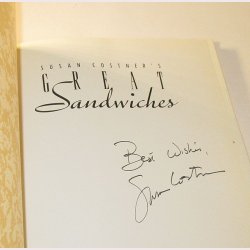 SUSAN COSTNER'S
GREAT
Sandwiches
Best Wishes,
Susan Costner